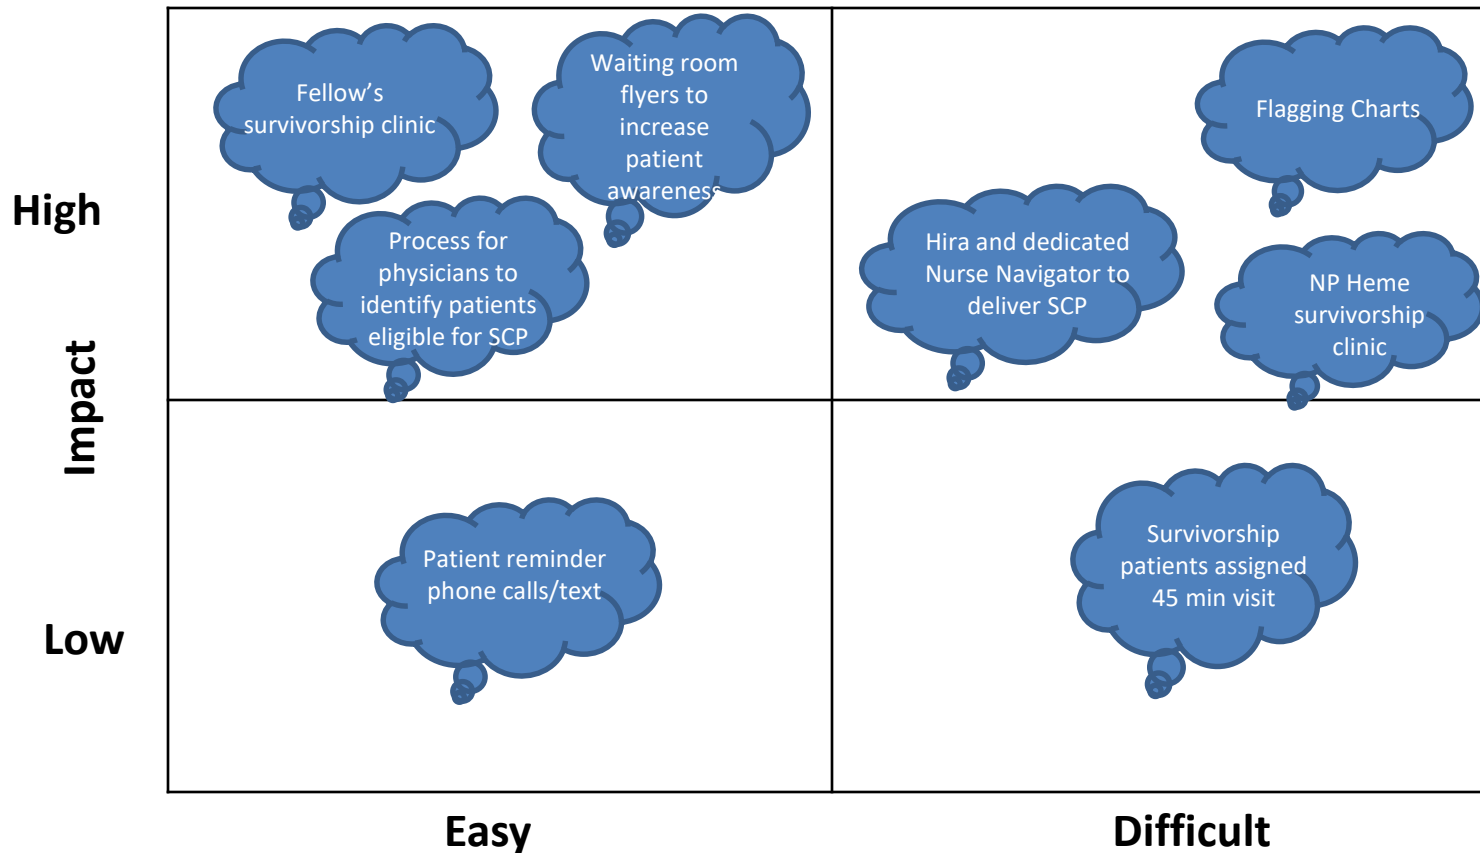 Fellow's
survivorship clinic
Waiting room
flyers to
increase
patient
awareness
Process for
physicians to
identify patients
eligible for SCP
Flagging Charts
Hira and dedicated
Nurse Navigator to
deliver SCP
NP Heme
survivorship
clinic
High
Impact
Patient reminder
phone calls/text
Survivorship
patients assigned
45 min visit
Low
Easy
Difficult